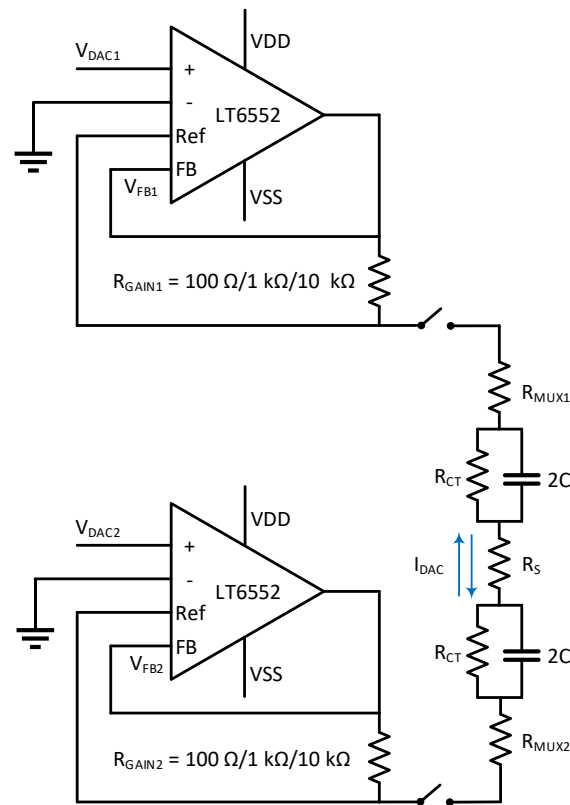 VDD
V_DAC1
+
-
LT6552
Ref
FB
V_FB1
VSS
R_GAIN1 = 100 Ω/1 kΩ/10 kΩ
R_MUX1
R_CT
2C
V_DAC2
VDD
+
-
LT6552
I_DAC
R_S
Ref
FB
V_FB2
VSS
R_CT
2C
R_GAIN2 = 100 Ω/1 kΩ/10 kΩ
R_MUX2